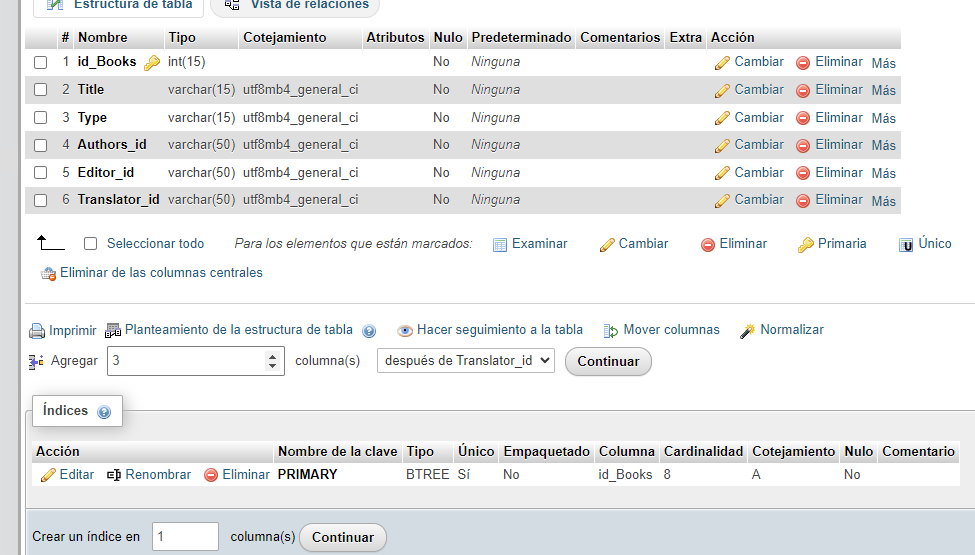 Estructura de tabla Vista de relaciones
# Nombre Tipo Cotejamiento Atributos Nulo Predeterminado Comentarios Extra Acción
1 id_Books int(15) No Ninguna Cambiar Eliminar Más
2 Title varchar(15) utf8mb4_general_ci No Ninguna Cambiar Eliminar Más
3 Type varchar(15) utf8mb4_general_ci No Ninguna Cambiar Eliminar Más
4 Authors_id varchar(50) utf8mb4_general_ci No Ninguna Cambiar Eliminar Más
5 Editor_id varchar(50) utf8mb4_general_ci No Ninguna Cambiar Eliminar Más
6 Translator_id varchar(50) utf8mb4_general_ci No Ninguna Cambiar Eliminar Más
Seleccionar todo Para los elementos que están marcados: Examinar Cambiar Eliminar Primaria Único
Eliminar de las columnas centrales
Imprimir Planteamiento de la estructura de tabla Hacer seguimiento a la tabla Mover columnas Normalizar
Agregar 3 columna(s) después de Translator_id Continuar
Índices
Acción Nombre de la clave Tipo Único Empaquetado Columna Cardinalidad Cotejamiento Nulo Comentario
Editar Renombrar Eliminar PRIMARY BTREE Sí No id_Books 8 A No
Crear un índice en 1 columna(s) Continuar